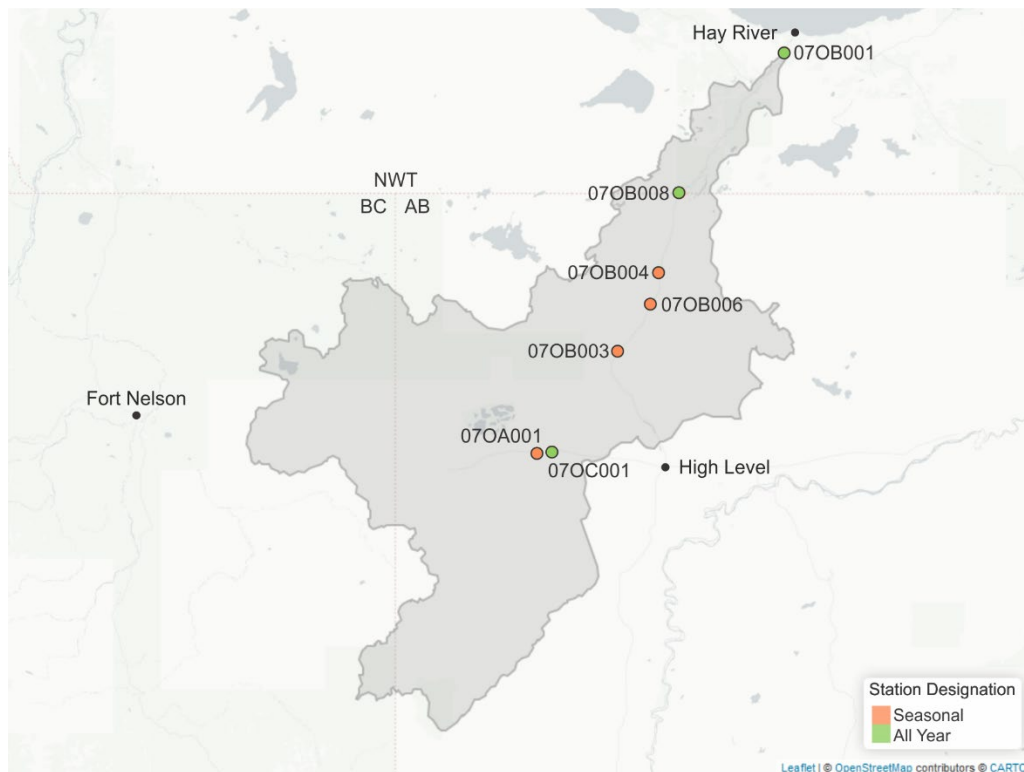 Hay River
07OB001
NWT
BC AB
07OB008
07OB004
07OB006
07OB003
Fort Nelson
07OA001
07OC001
High Level
Station Designation
Seasonal
All Year
Leaflet | © OpenStreetMap contributors © CARTO